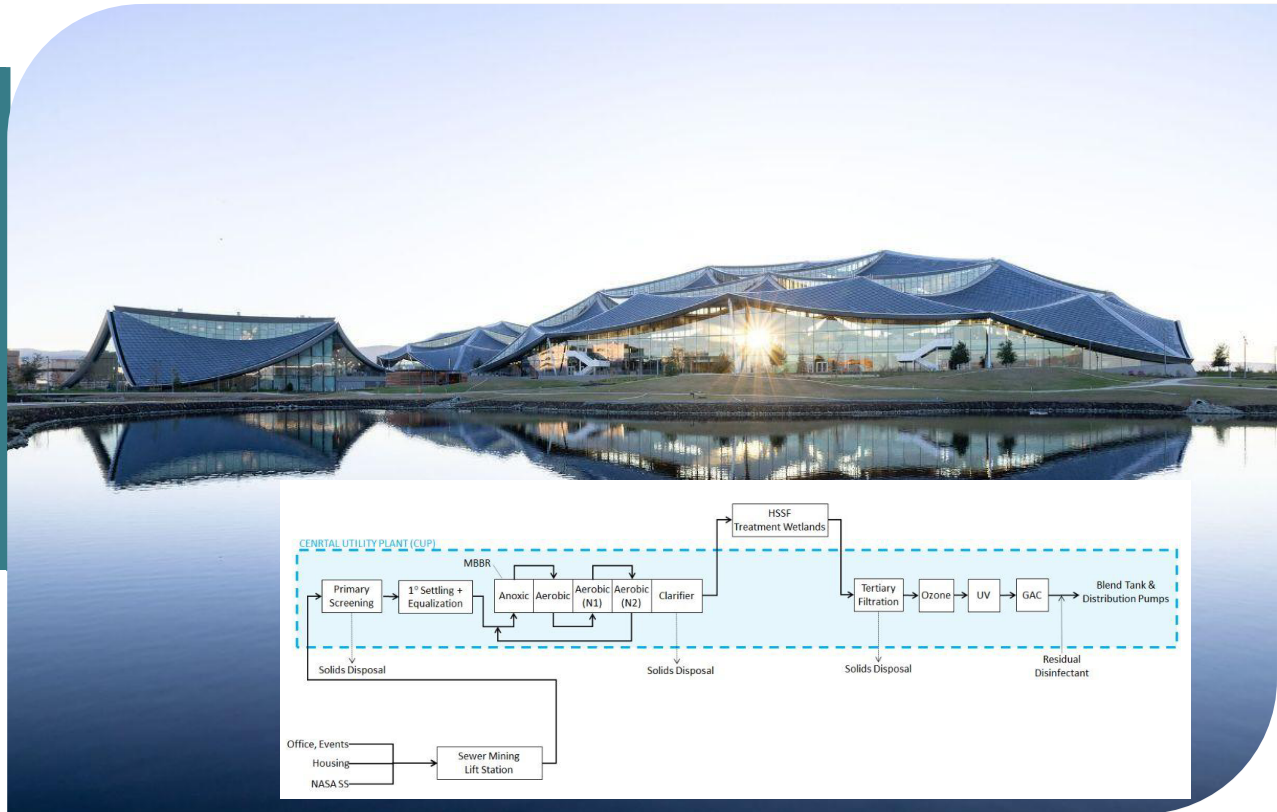 HSSF
Treatment Wetlands
CENRTAL UTILITY PLANT (CUP)
MBBR
Primary
Screening
1° Settling +
Equalization
Anoxic
Aerobic
Aerobic
(N1)
Aerobic
(N2)
Clarifier
Tertiary
Filtration
Ozone
UV
GAC
Blend Tank &
Distribution Pumps
Solids Disposal
Solids Disposal
Solids Disposal
Residual
Disinfectant
Office, Events
Housing
NASA SS
Sewer Mining
Lift Station